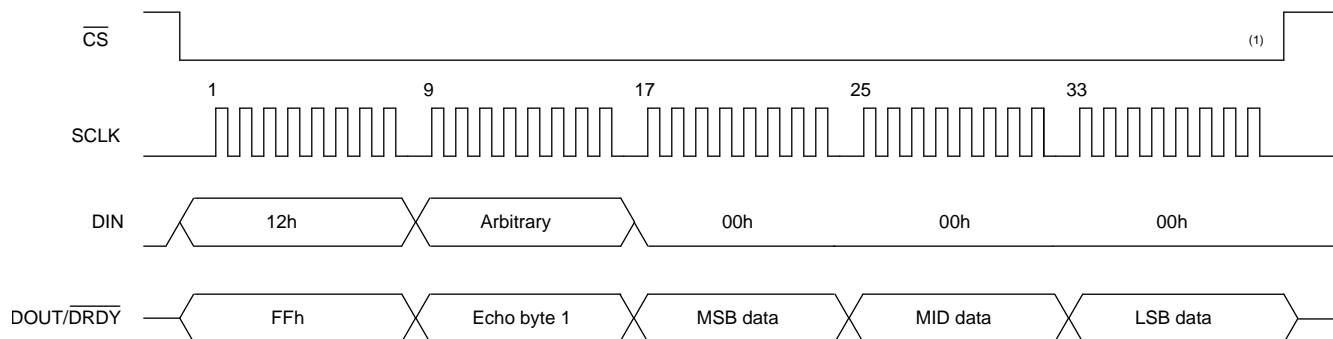 CS
(1)
1 9 17 25 33
SCLK
DIN 12h Arbitrary 00h 00h 00h
DOUT/DRDY FFh Echo byte 1 MSB data MID data LSB data